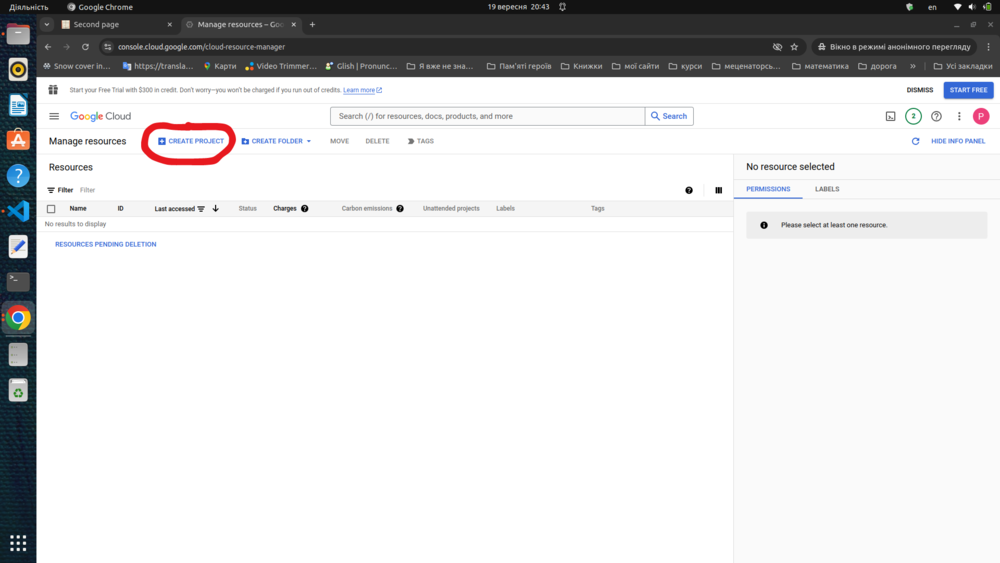 Діяльність
Google Chrome
19 вересня 20:43
en
Second page
Manage resources – Goo
console.cloud.google.com/cloud-resource-manager
Вікно в режимі анонімного перегляду
Snow cover in…
https://transla…
Карти
Video Trimmer…
Glish | Pronunc…
Я вже не зна…
Пам'яті героїв
Книжки
мої сайти
курси
меценаторсь…
математика
дорога
»
Усі закладки
Start your Free Trial with $300 in credit. Don't worry—you won't be charged if you run out of credits. Learn more
DISMISS
START FREE
Google Cloud
Search (/) for resources, docs, products, and more
Search
2
P
Manage resources
CREATE PROJECT
CREATE FOLDER
MOVE
DELETE
TAGS
HIDE INFO PANEL
Resources
No resource selected
Filter
Filter
PERMISSIONS
LABELS
Name
ID
Last accessed
Status
Charges
Carbon emissions
Unattended projects
Labels
Tags
No results to display
Please select at least one resource.
RESOURCES PENDING DELETION